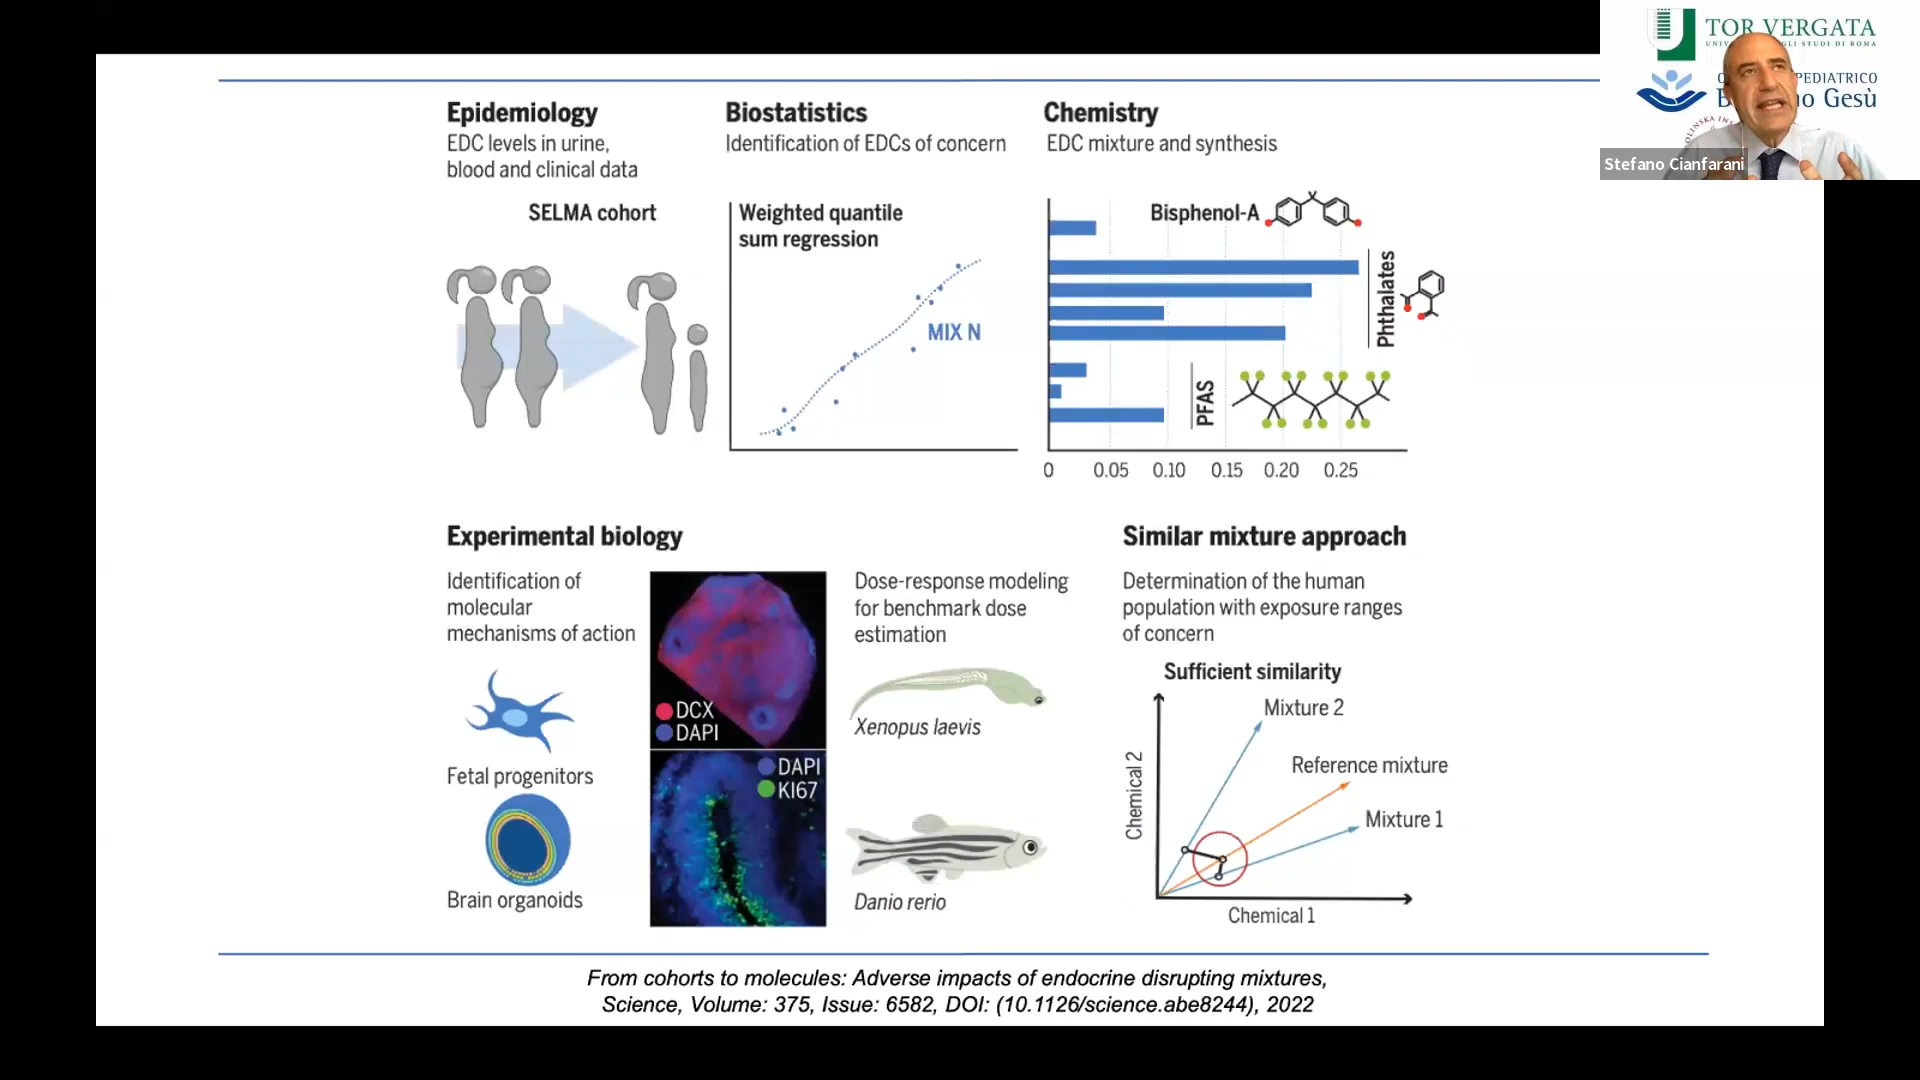 Epidemiology
EDC levels in urine,
blood and clinical data
SELMA cohort
Biostatistics
Identification of EDCs of concern
Weighted quantile
sum regression
MIX N
Chemistry
EDC mixture and synthesis
Bisphenol-A
Phthalates
PFAS
0 0.05 0.10 0.15 0.20 0.25
Experimental biology
Identification of
molecular
mechanisms of action
Fetal progenitors
Brain organoids
DCX
DAPI
DAPI
KI67
Dose-response modeling
for benchmark dose
estimation
Xenopus laevis
Danio rerio
Similar mixture approach
Determination of the human
population with exposure ranges
of concern
Sufficient similarity
Mixture 2
Reference mixture
Mixture 1
Chemical 2
Chemical 1
From cohorts to molecules: Adverse impacts of endocrine disrupting mixtures,
Science, Volume: 375, Issue: 6582, DOI: (10.1126/science.abe8244), 2022
TOR VERGATA
STUDI DI ROMA
PEDIATRICO
Gesù
Stefano Cianfarani